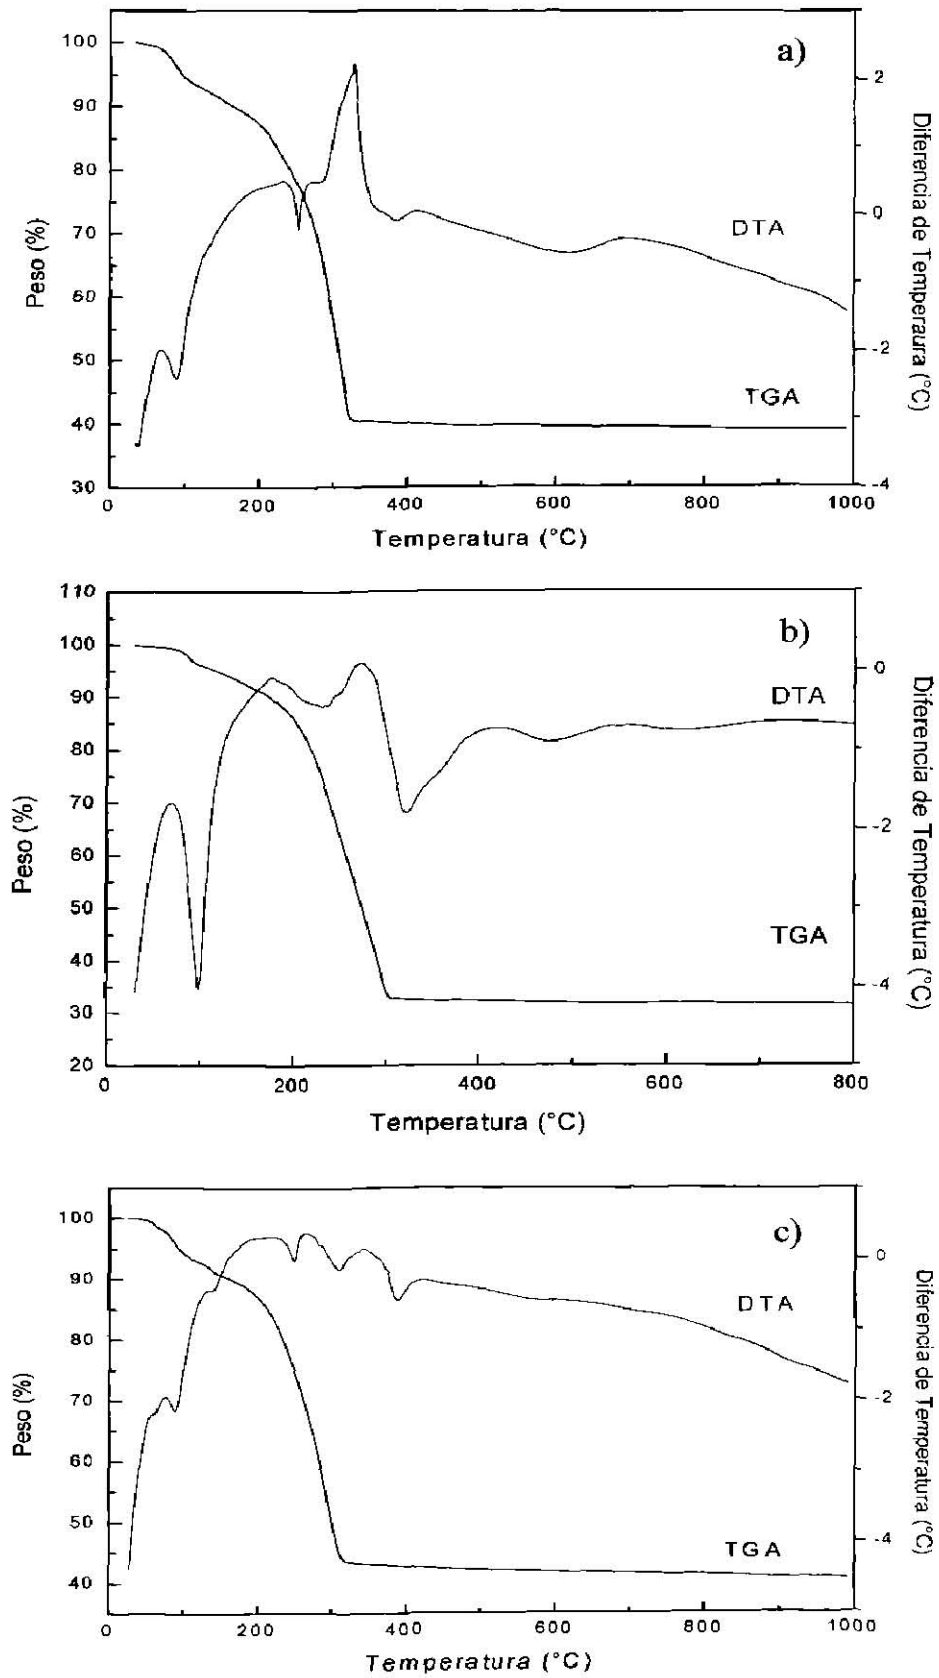 a)
100
90
80
70
60
50
40
30
Peso (%)
2
0
-2
-4
Diferencia de Temperaura (°C)
DTA
TGA
0
200
400
600
800
1000
Temperatura (°C)
b)
110
100
90
80
70
60
50
40
30
20
Peso (%)
0
-2
-4
Diferencia de Temperatura (°C)
DTA
TGA
0
200
400
600
800
Temperatura (°C)
c)
100
90
80
70
60
50
40
Peso (%)
0
-2
-4
Diferencia de Temperatura (°C)
DTA
TGA
0
200
400
600
800
1000
Temperatura (°C)